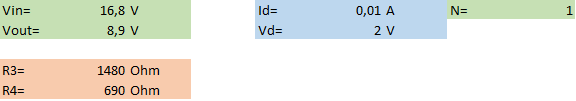 Vin= 16,8 V Id= 0,01 A N= 1
Vout= 8,9 V Vd= 2 V
R3= 1480 Ohm
R4= 690 Ohm